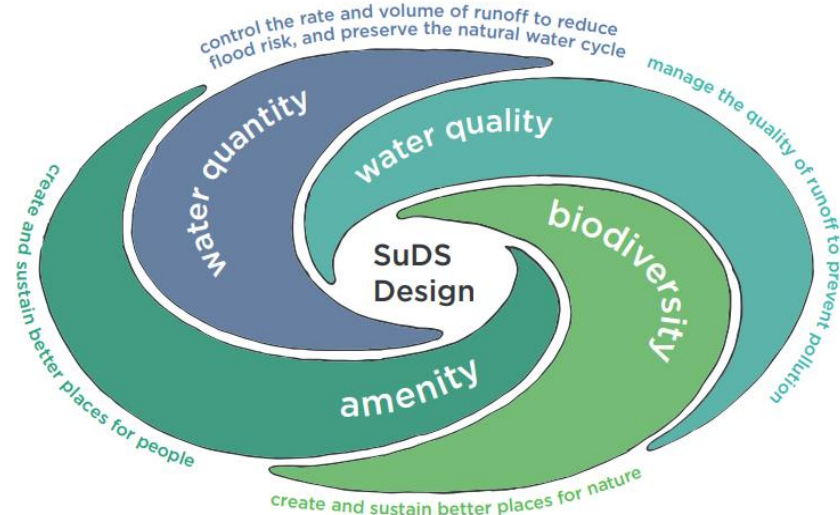 control the rate and volume of runoff to reduce
flood risk, and preserve the natural water cycle
water quantity
water quality
manage the quality of runoff to prevent pollution
biodiversity
SuDS
Design
amenity
create and sustain better places for people
create and sustain better places for nature